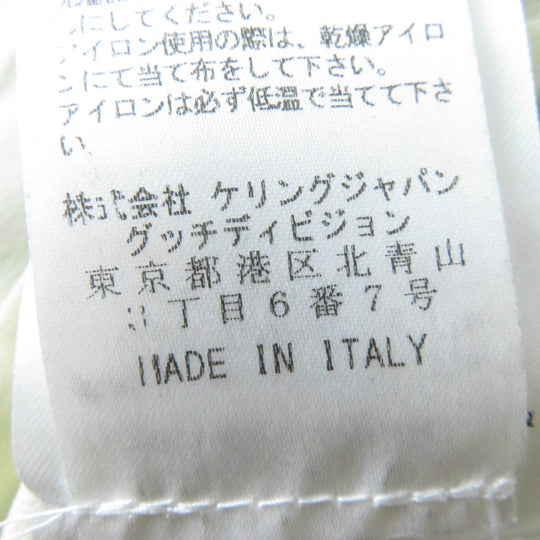 にしてください。
アイロン使用の際は、乾燥アイロ
ンにて当て布をして下さい。
アイロンは必ず低温で当てて下さ
い.
株式会社 ケリングジャパン
グッチディビジョン
東京都港区北青山
3丁目6番7号
MADE IN ITALY